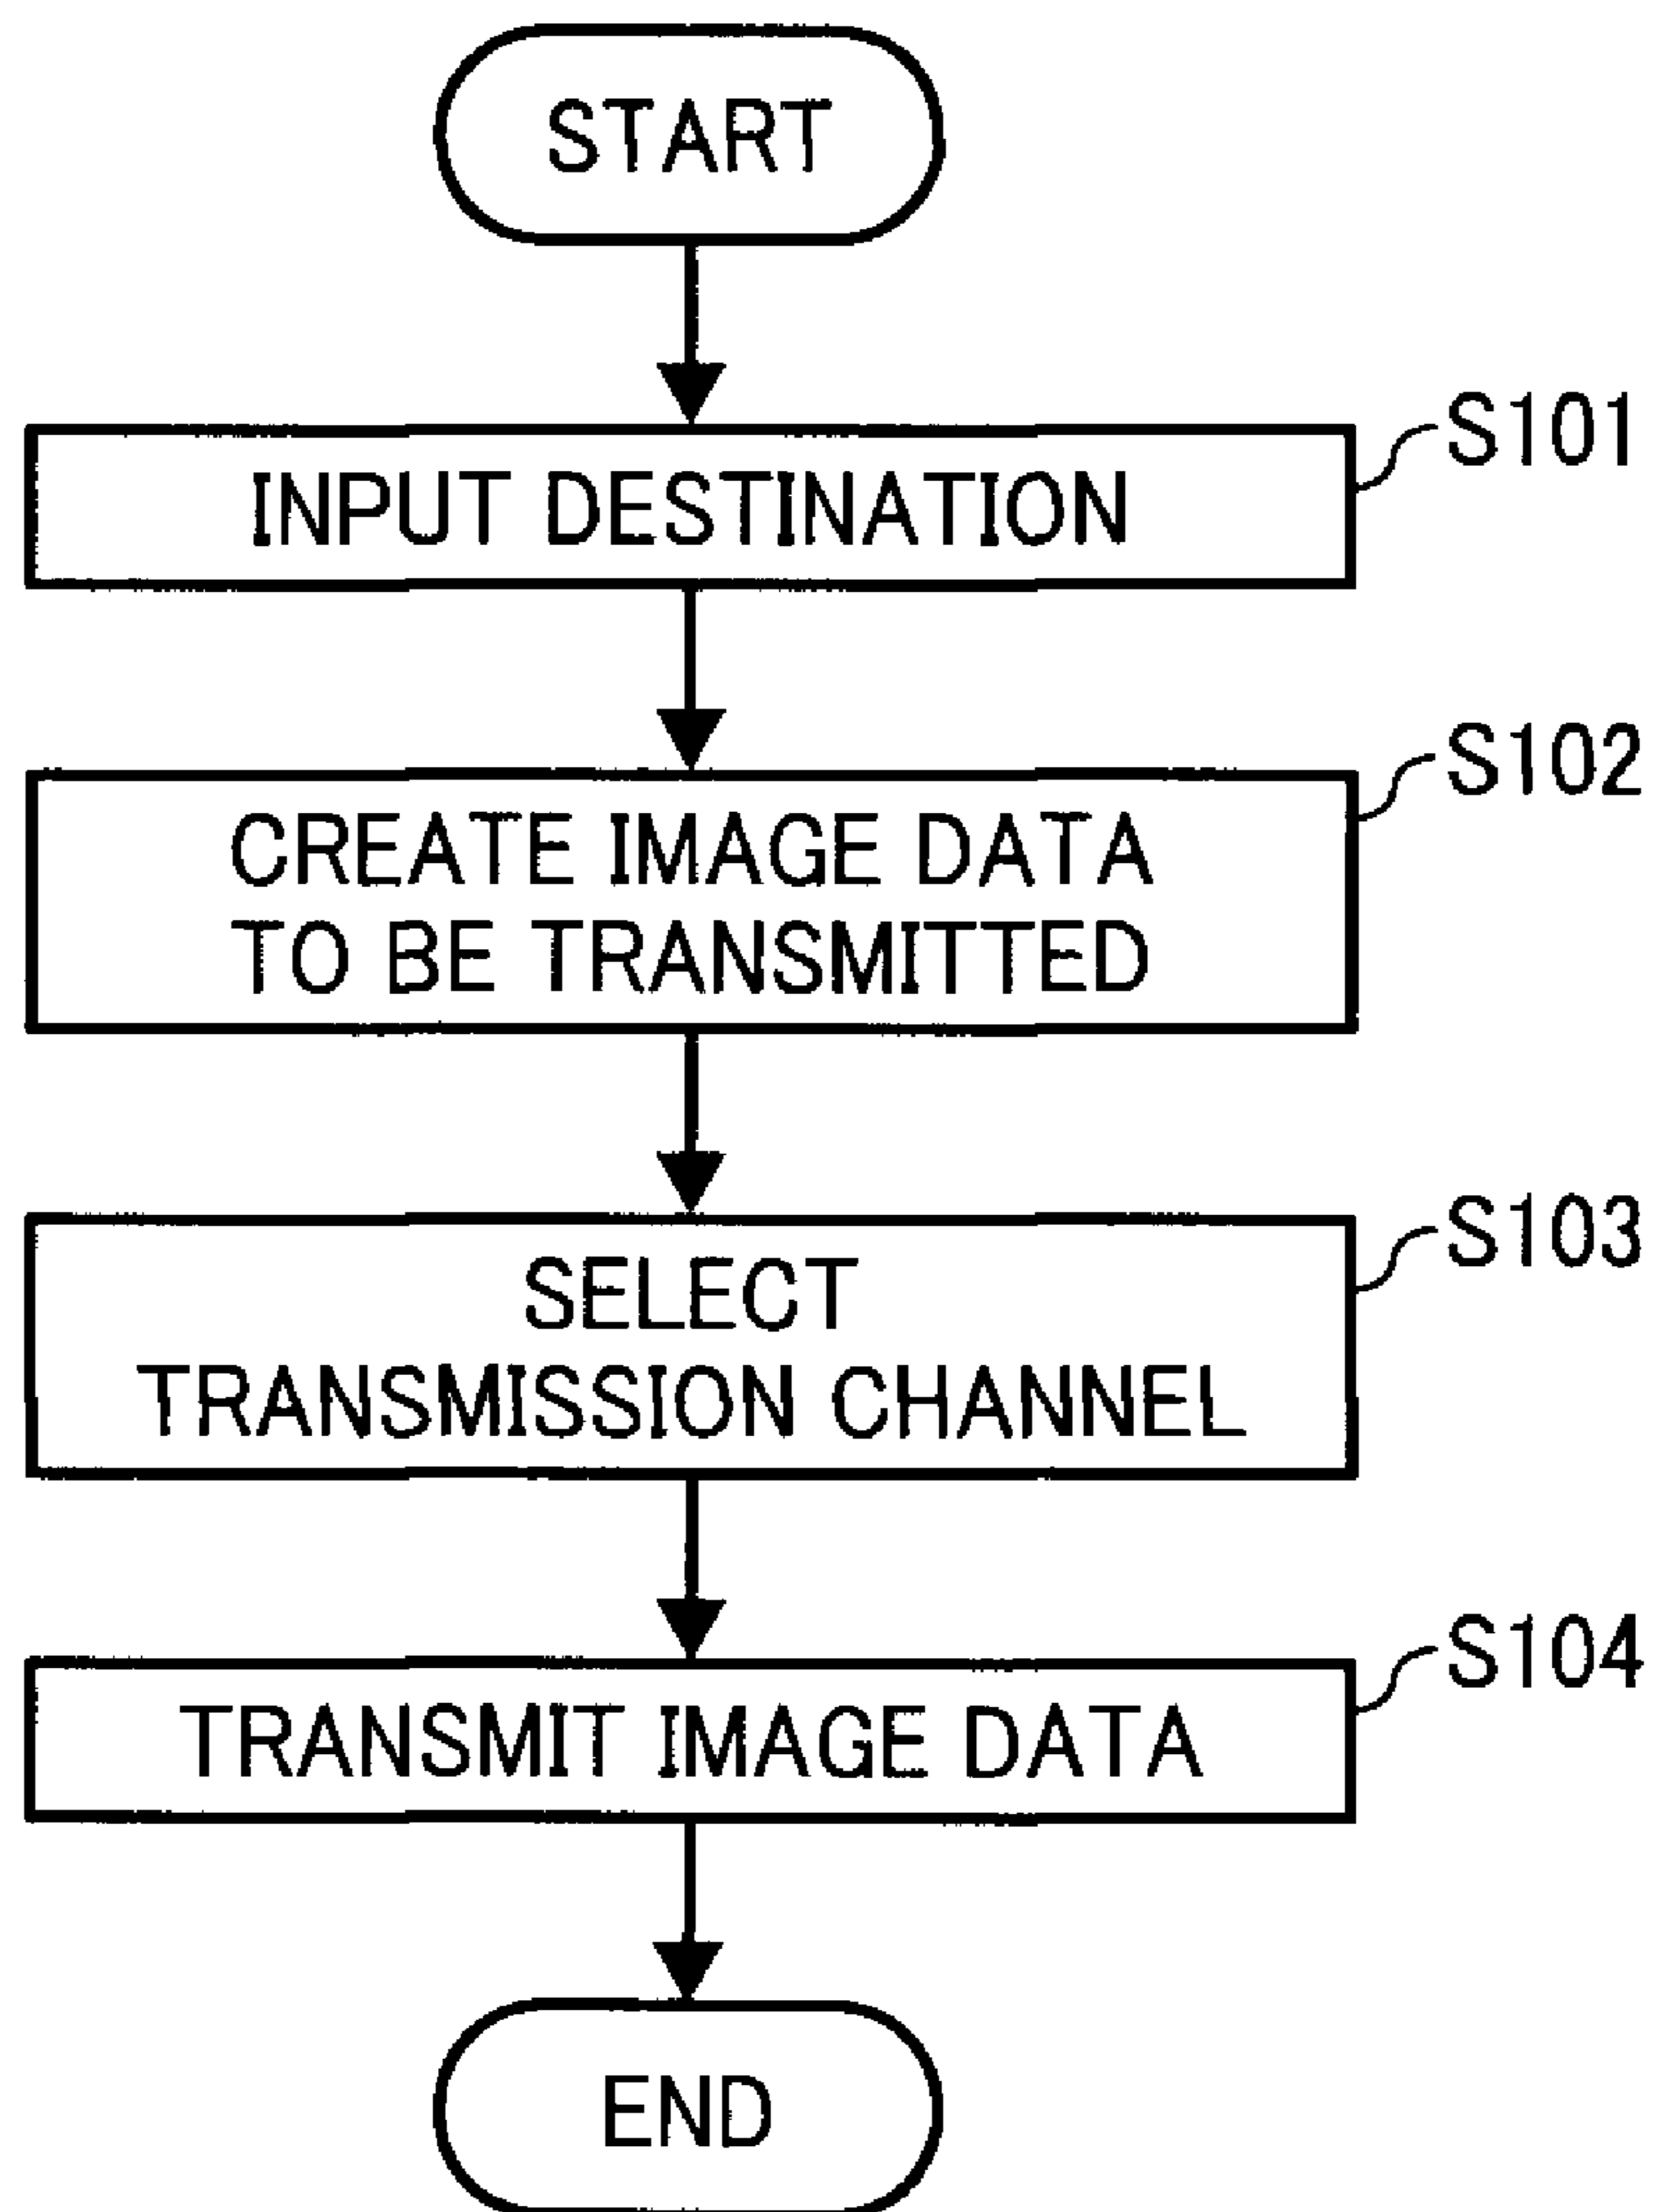 START
S101
INPUT DESTINATION
S102
CREATE IMAGE DATA
TO BE TRANSMITTED
S103
SELECT
TRANSMISSION CHANNEL
S104
TRANSMIT IMAGE DATA
END